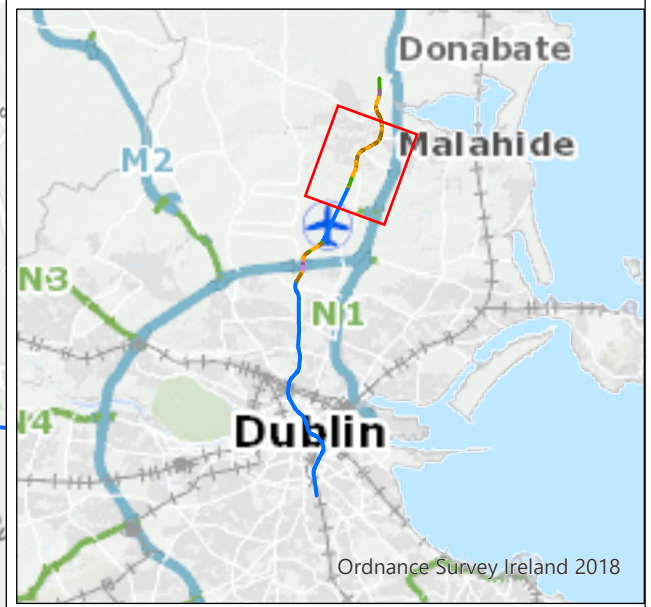 Donabate
Malahide
M2
N3
N1
N4
Dublin
Ordnance Survey Ireland 2018